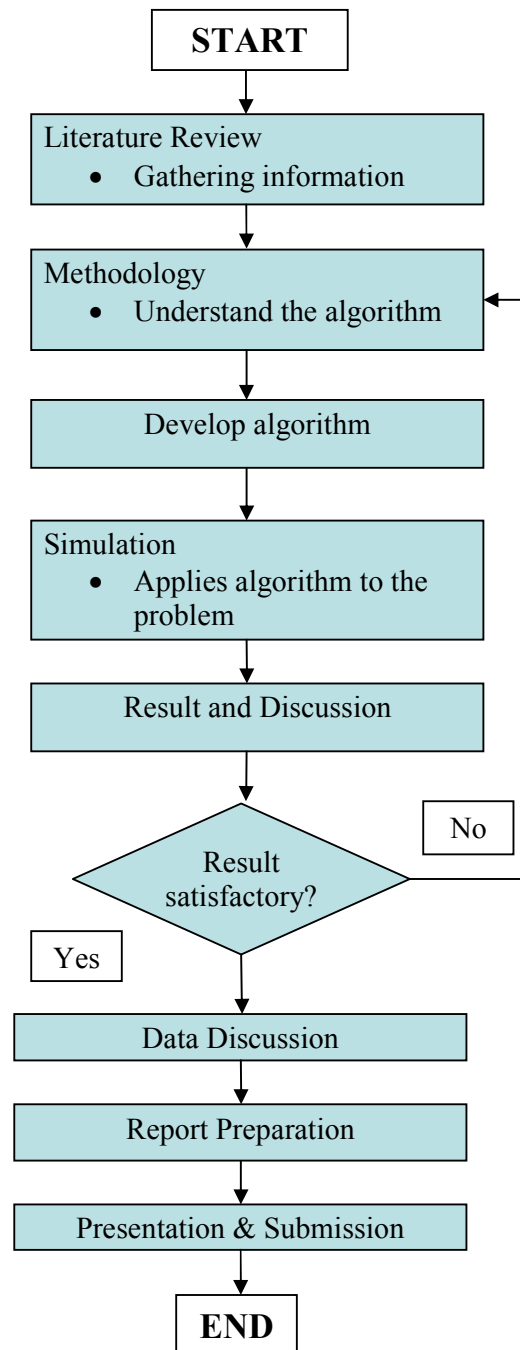 START
Literature Review
• Gathering information
Methodology
• Understand the algorithm
Develop algorithm
Simulation
• Applies algorithm to the
problem
Result and Discussion
No
Result
satisfactory?
Yes
Data Discussion
Report Preparation
Presentation & Submission
END